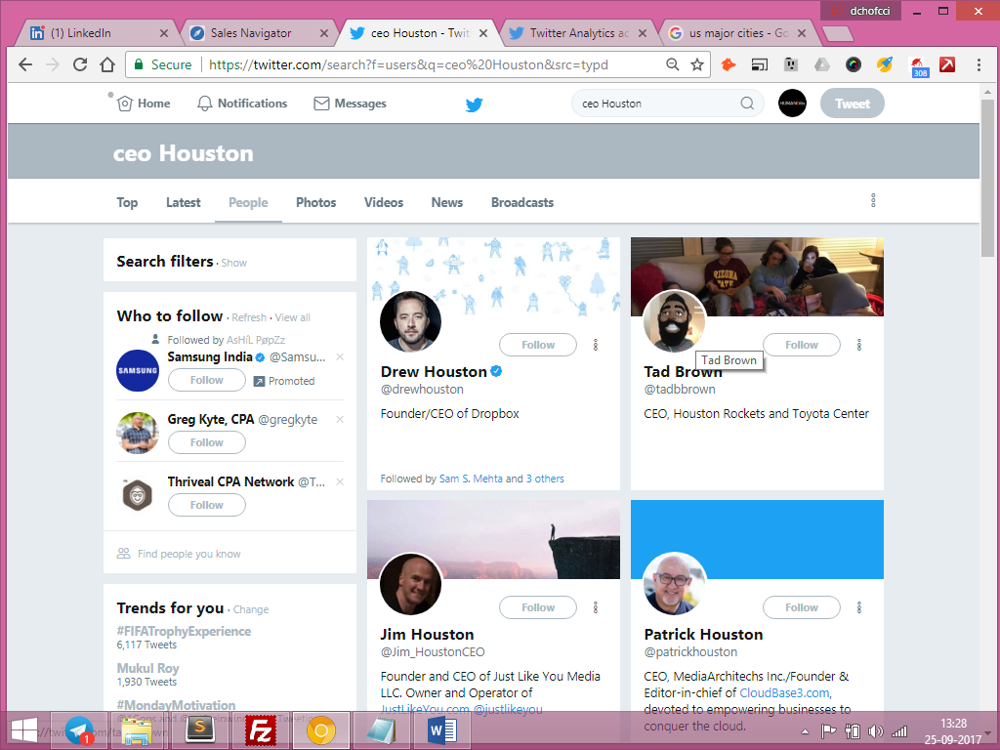 dchofcci
(1) LinkedIn
Sales Navigator
ceo Houston - Twit
Twitter Analytics ac
us major cities - Go
Secure
https://twitter.com/search?f=users&q=ceo%20Houston&src=typd
308
Home
Notifications
Messages
ceo Houston
Tweet
ceo Houston
Top
Latest
People
Photos
Videos
News
Broadcasts
Search filters · Show
Who to follow · Refresh · View all
Followed by AsHiL PøpZz
Samsung India @Samsu...
SAMSUNG
Follow
Promoted
Greg Kyte, CPA @gregkyte
Follow
Thriveal CPA Network @T...
Follow
Find people you know
Trends for you · Change
#FIFATrophyExperience
6,117 Tweets
Mukul Roy
1,930 Tweets
#MondayMotivation
Follow
Drew Houston
@drewhouston
Founder/CEO of Dropbox
Followed by Sam S. Mehta and 3 others
Follow
Tad Brown
Tad Brown
@tadbbrown
CEO, Houston Rockets and Toyota Center
Follow
Jim Houston
@Jim_HoustonCEO
Founder and CEO of Just Like You Media
LLC. Owner and Operator of
JustLikeYou.com @justlikeyou
Follow
Patrick Houston
@patrickhouston
CEO, MediaArchitechs Inc./Founder &
Editor-in-chief of CloudBase3.com,
devoted to empowering businesses to
conquer the cloud.
1
13:28
25-09-2017